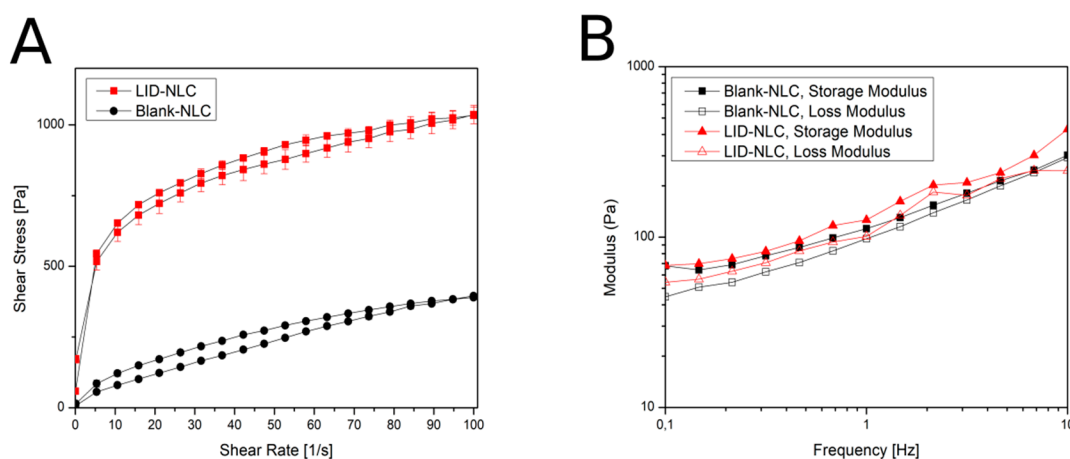 A
LID-NLC
Blank-NLC
Shear Stress [Pa]
1000
500
0
0 10 20 30 40 50 60 70 80 90 100
Shear Rate [1/s]
B
Blank-NLC, Storage Modulus
Blank-NLC, Loss Modulus
LID-NLC, Storage Modulus
LID-NLC, Loss Modulus
Modulus (Pa)
1000
100
10
0,1 1 10
Frequency [Hz]